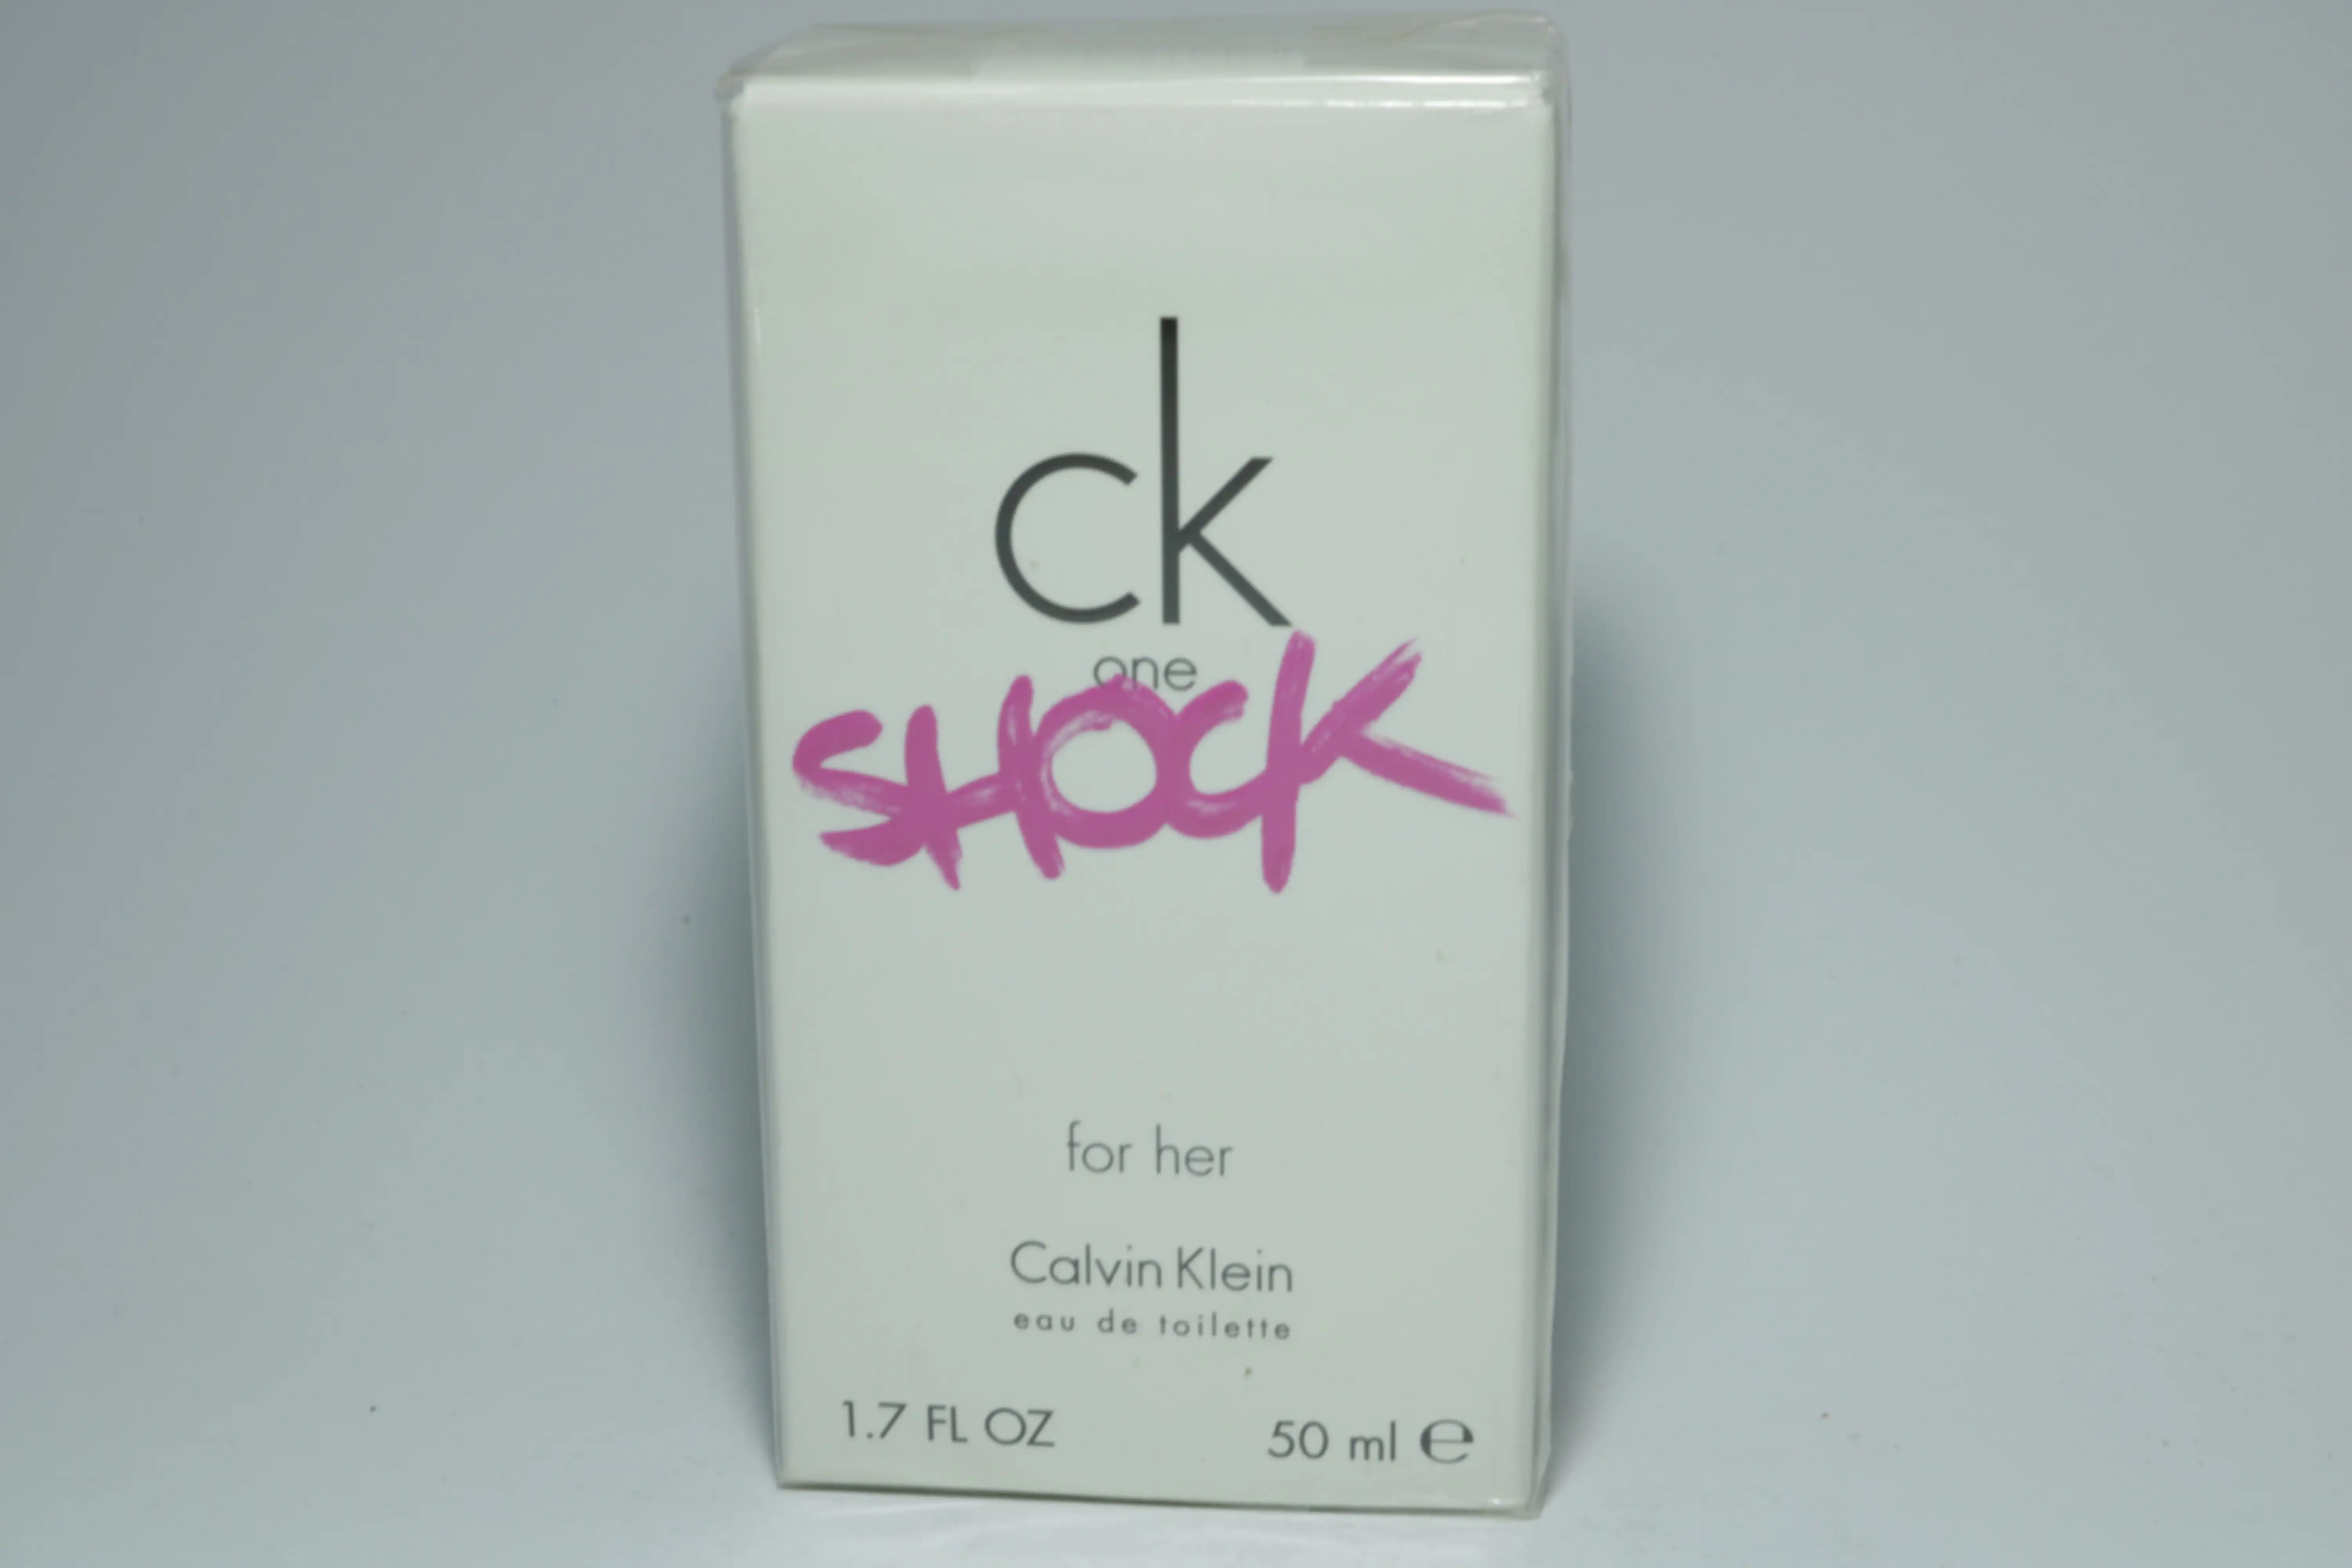 ck
one
SHOCK
for her
Calvin Klein
eau de toilette
1.7 FL OZ 50 ml ℮